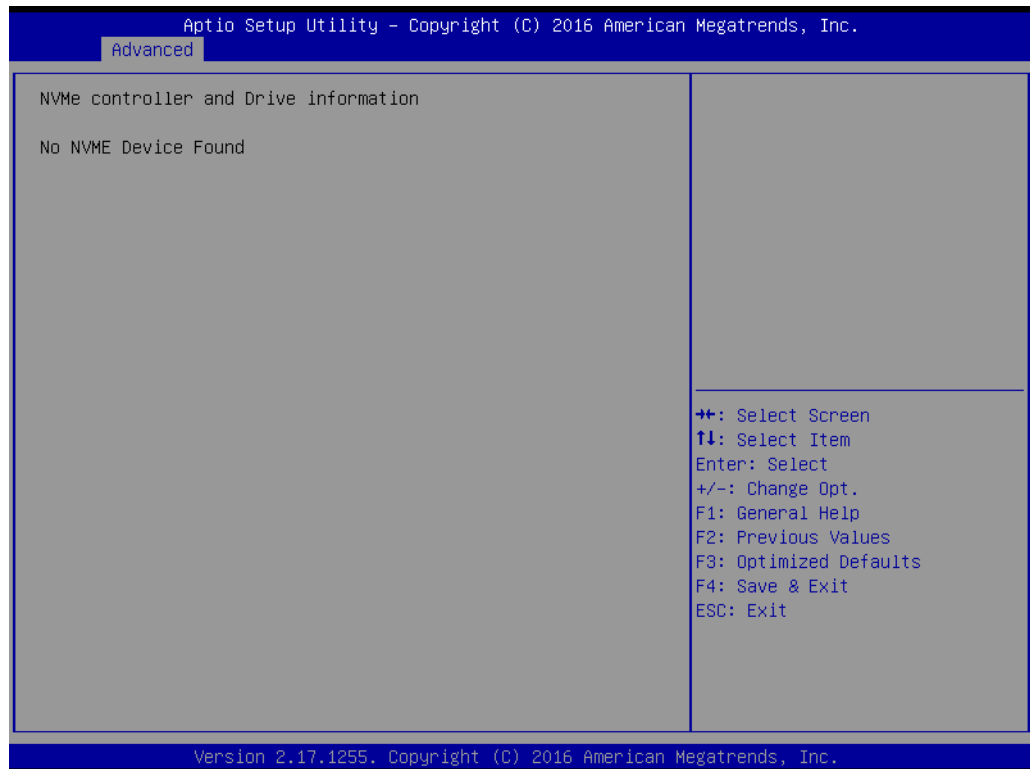 Aptio Setup Utility – Copyright (C) 2016 American Megatrends, Inc.
Advanced
NVMe controller and Drive information
No NVME Device Found
→←: Select Screen
↑↓: Select Item
Enter: Select
+/-: Change Opt.
F1: General Help
F2: Previous Values
F3: Optimized Defaults
F4: Save & Exit
ESC: Exit
Version 2.17.1255. Copyright (C) 2016 American Megatrends, Inc.